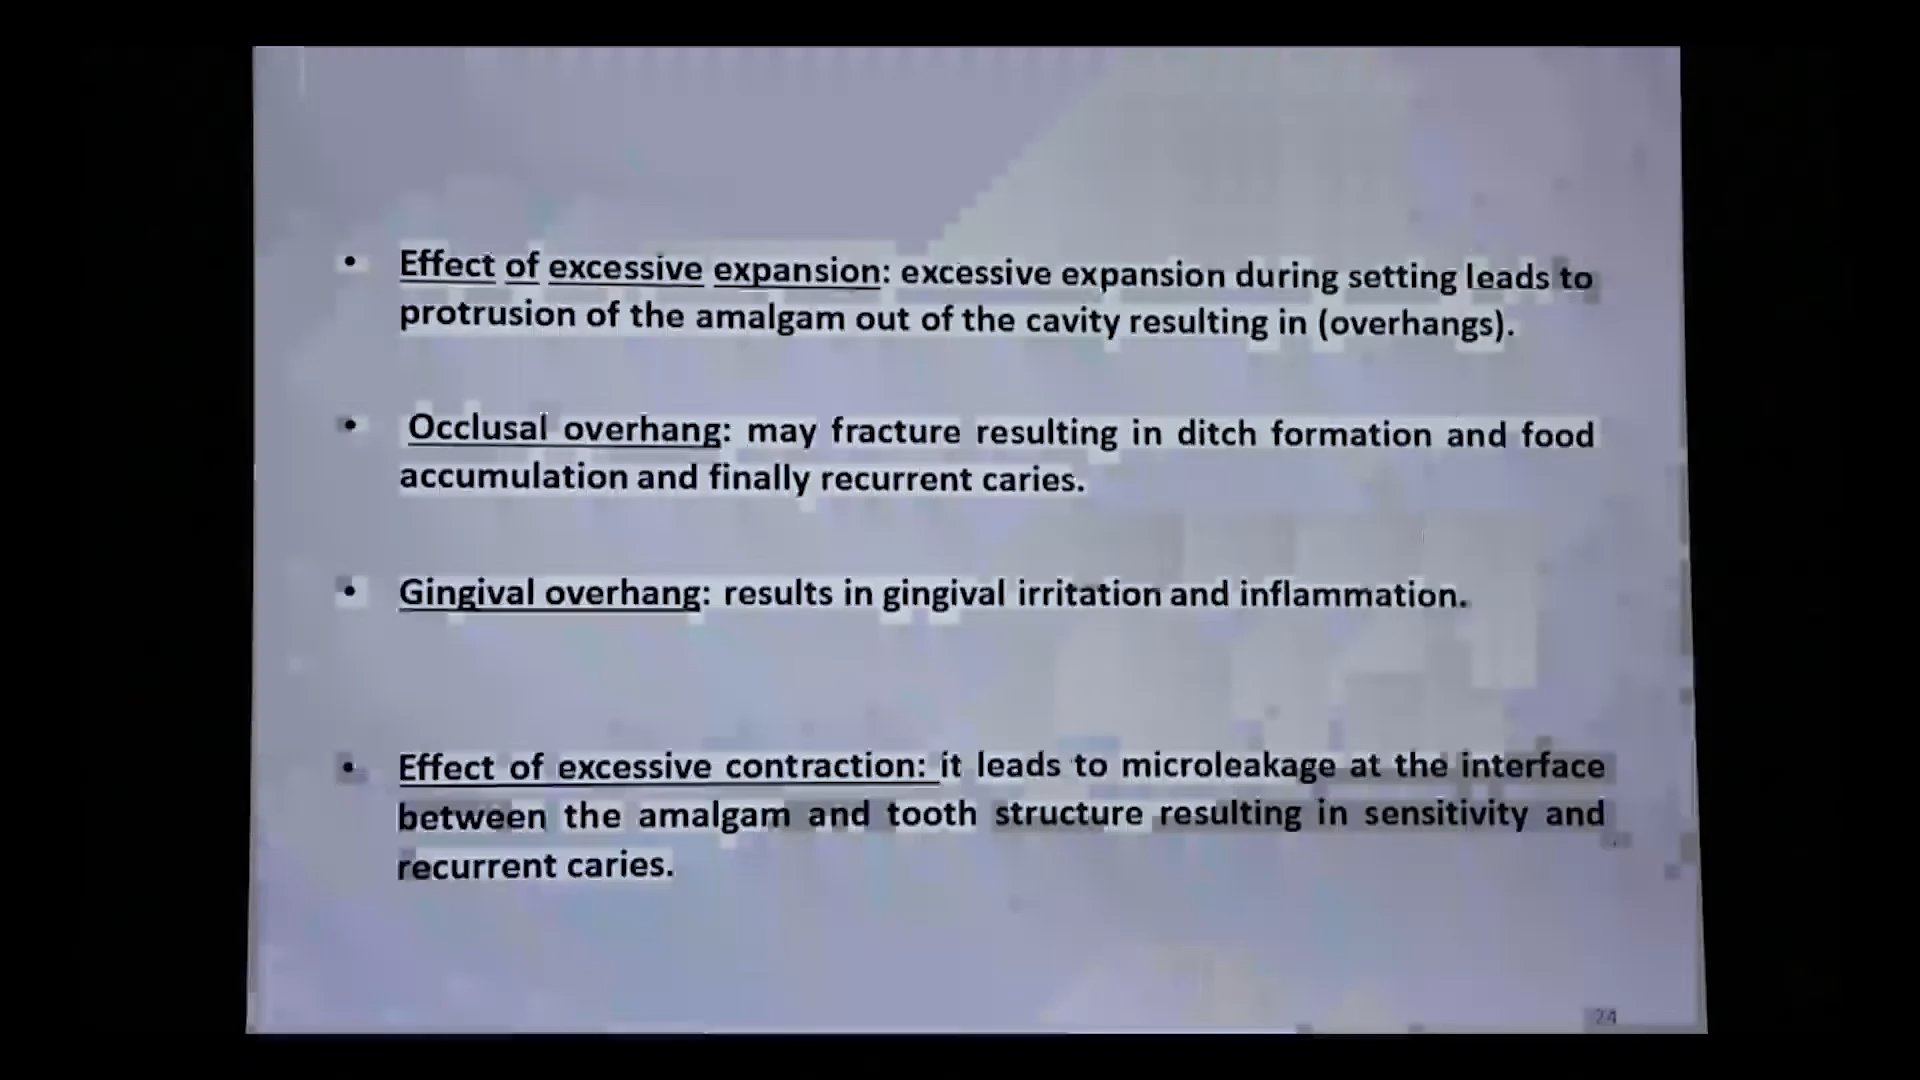 • Effect of excessive expansion: excessive expansion during setting leads to
protrusion of the amalgam out of the cavity resulting in (overhangs).
• Occlusal overhang: may fracture resulting in ditch formation and food
accumulation and finally recurrent caries.
• Gingival overhang: results in gingival irritation and inflammation.
• Effect of excessive contraction: it leads to microleakage at the interface
between the amalgam and tooth structure resulting in sensitivity and
recurrent caries.
24